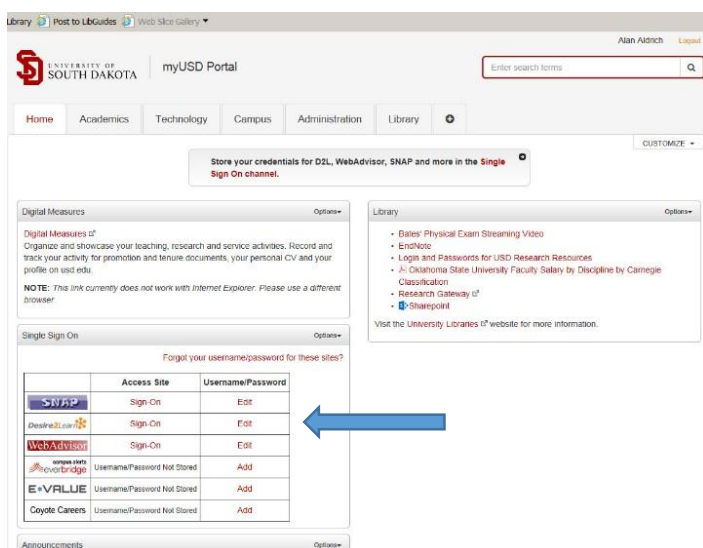 Library Post to LibGuides Web Slice Gallery
Alan Aldrich Logout
UNIVERSITY OF
SOUTH DAKOTA
myUSD Portal
Enter search terms
Home Academics Technology Campus Administration Library
CUSTOMIZE
Store your credentials for D2L, WebAdvisor, SNAP and more in the Single
Sign On channel.
Digital Measures Options
Digital Measures
Organize and showcase your teaching, research and service activities. Record and
track your activity for promotion and tenure documents, your personal CV and your
profile on usd.edu.
NOTE: This link currently does not work with Internet Explorer. Please use a different
browser.
Library Options
• Bates' Physical Exam Streaming Video
• EndNote
• Login and Passwords for USD Research Resources
• Oklahoma State University Faculty Salary by Discipline by Carnegie
Classification
• Research Gateway
• Sharepoint
Visit the University Libraries website for more information.
Single Sign On Options
Forgot your username/password for these sites?
Access Site Username/Password
SNAP Sign-On Edit
Desire2Learn Sign-On Edit
WebAdvisor Sign-On Edit
campus alerts
everbridge Username/Password Not Stored Add
E*VALUE Username/Password Not Stored Add
Coyote Careers Username/Password Not Stored Add
Announcements Options